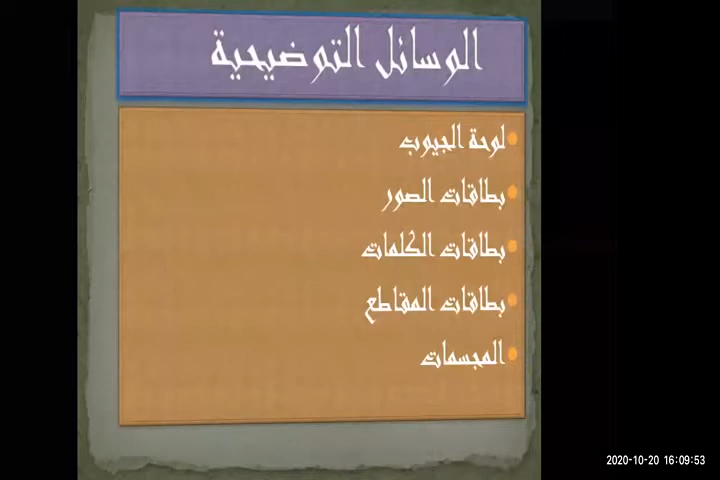 الوسائل التوضيحية
لوحة الجيوب
بطاقات الصور
بطاقات الكلمات
بطاقات المقاطع
المجسمات
2020-10-20 16:09:53